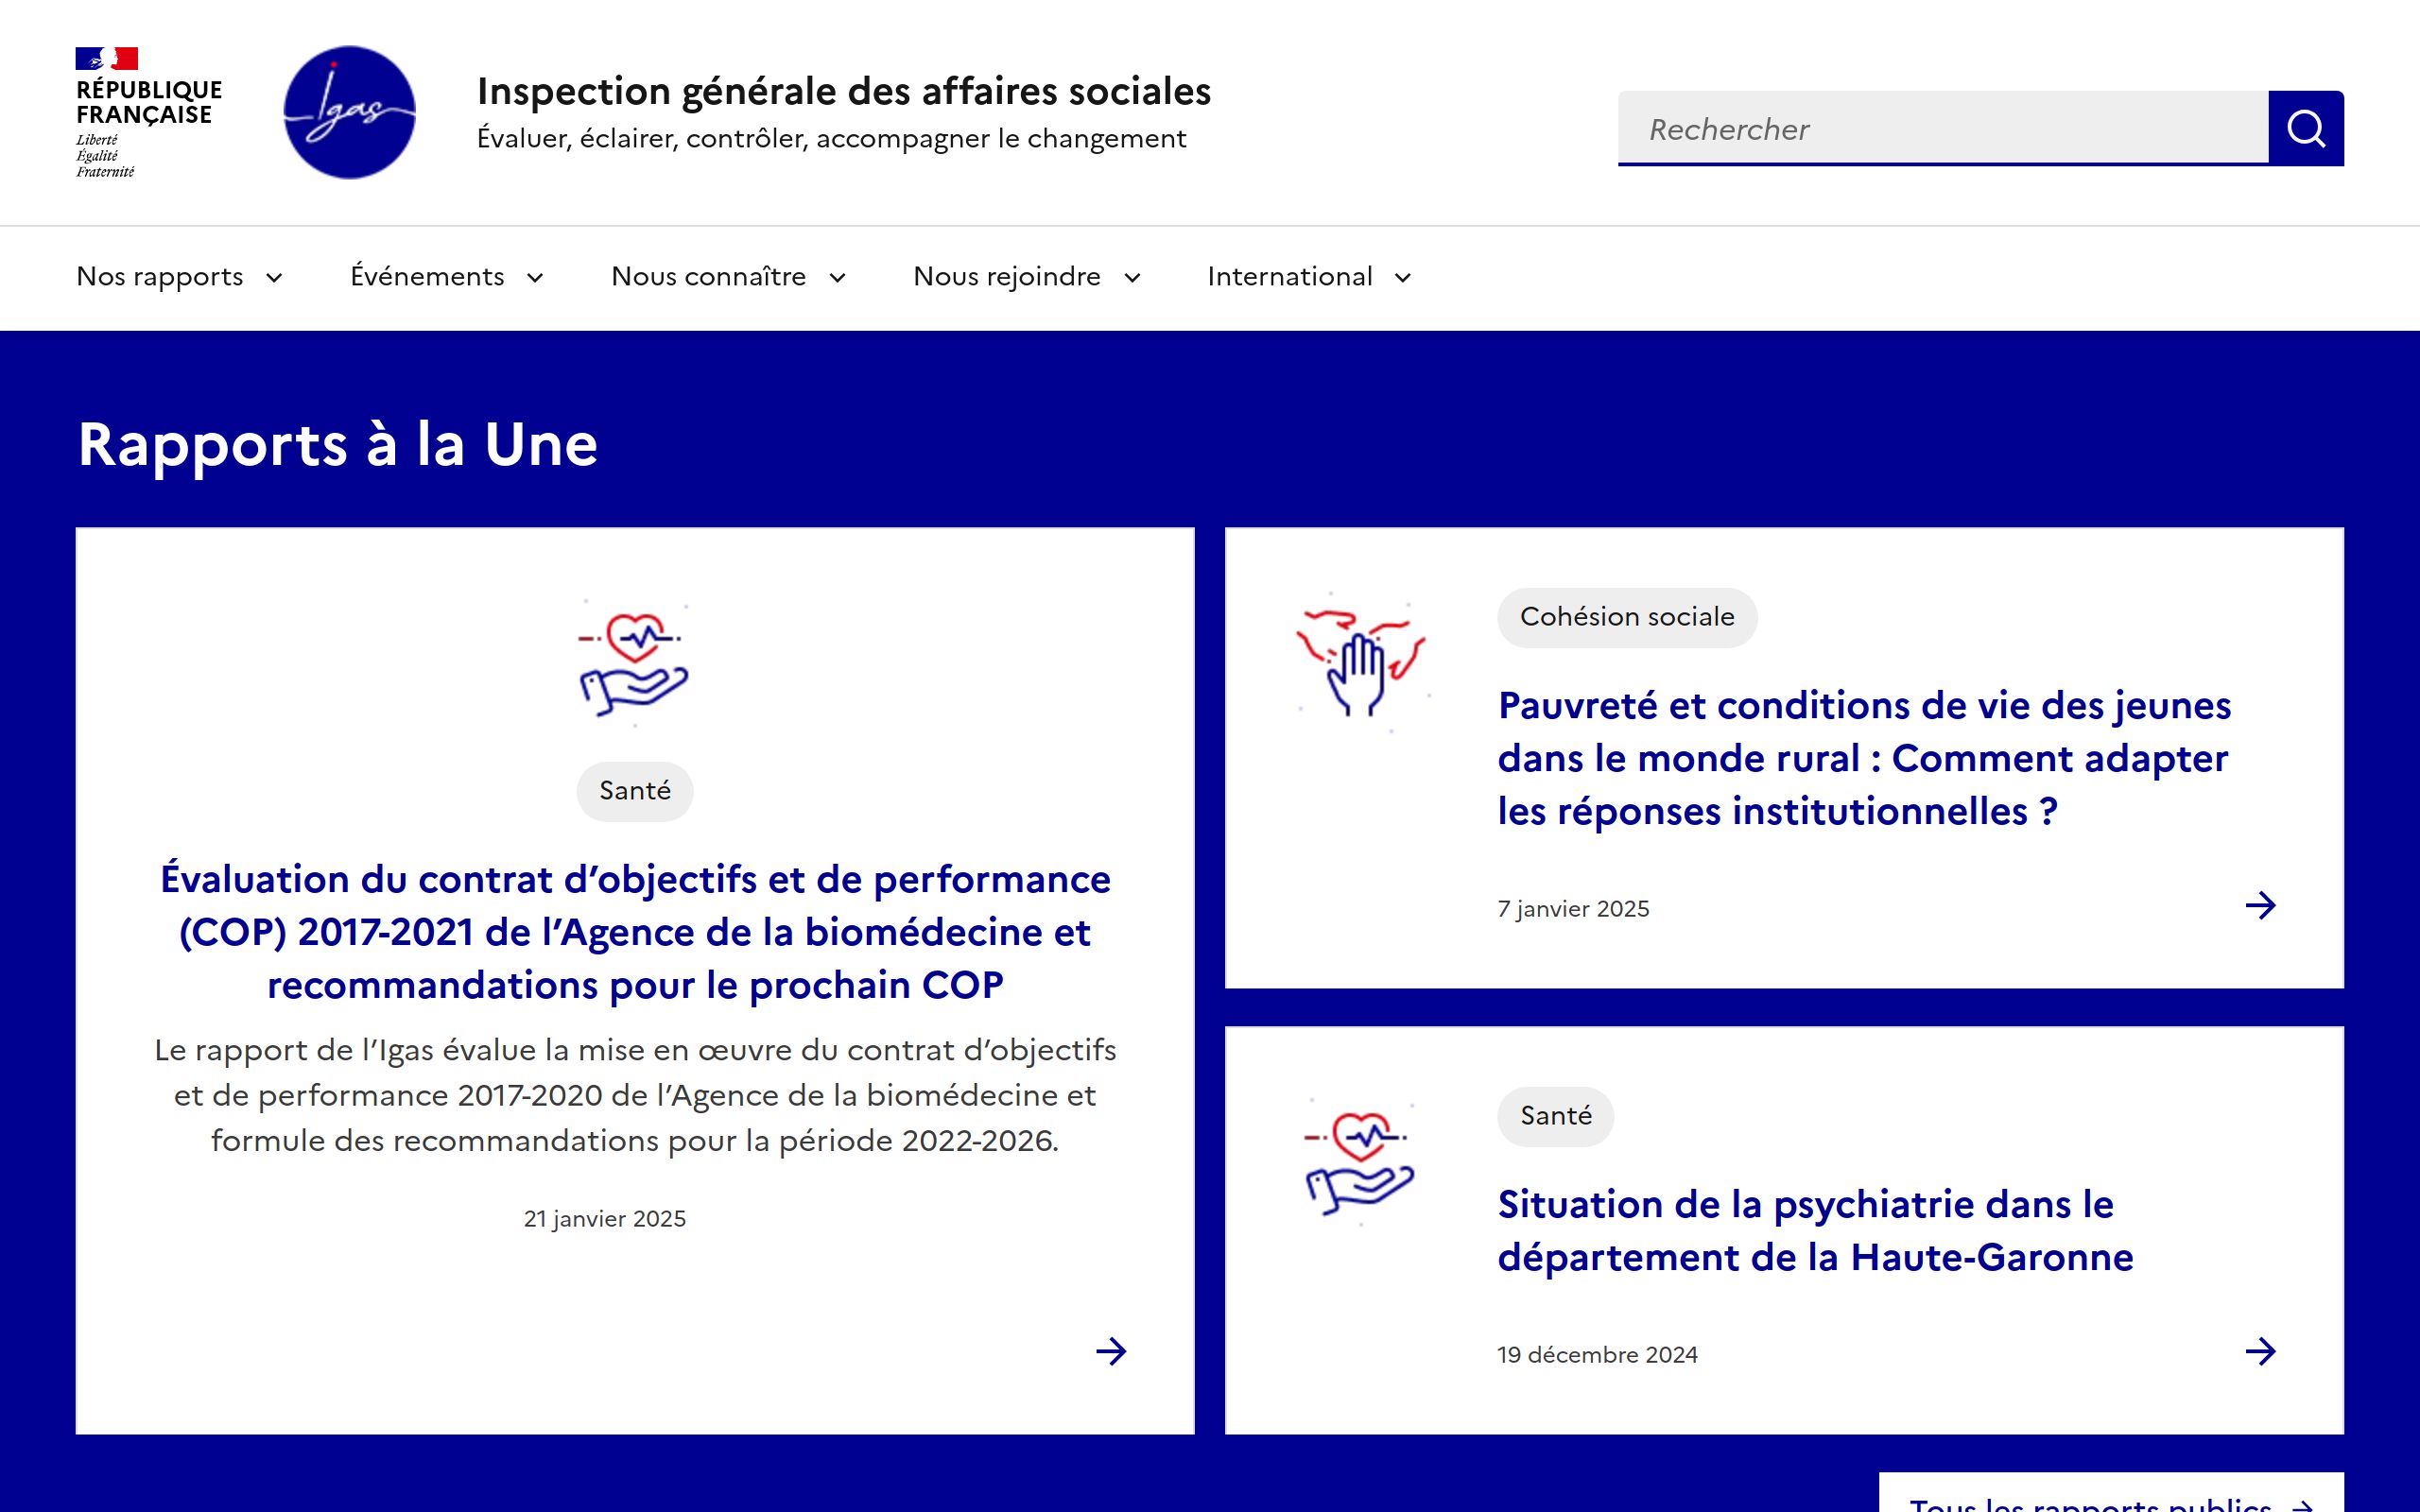 RÉPUBLIQUE
FRANÇAISE
Liberté
Égalité
Fraternité
Igas
Inspection générale des affaires sociales
Évaluer, éclairer, contrôler, accompagner le changement
Rechercher
Nos rapports
Événements
Nous connaître
Nous rejoindre
International
Rapports à la Une
Santé
Évaluation du contrat d’objectifs et de performance
(COP) 2017-2021 de l’Agence de la biomédecine et
recommandations pour le prochain COP
Le rapport de l’Igas évalue la mise en œuvre du contrat d’objectifs
et de performance 2017-2020 de l’Agence de la biomédecine et
formule des recommandations pour la période 2022-2026.
21 janvier 2025
Cohésion sociale
Pauvreté et conditions de vie des jeunes
dans le monde rural : Comment adapter
les réponses institutionnelles ?
7 janvier 2025
Santé
Situation de la psychiatrie dans le
département de la Haute-Garonne
19 décembre 2024
Tous les rapports publics